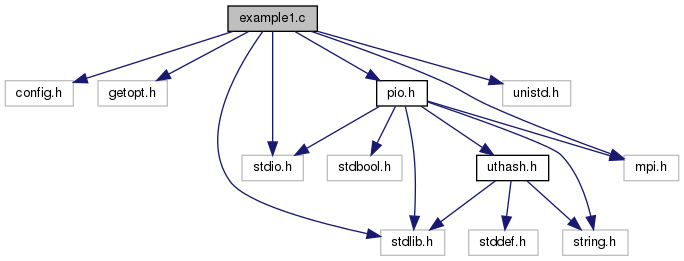 example1.c
config.h
getopt.h
pio.h
unistd.h
stdio.h
stdbool.h
uthash.h
mpi.h
stdlib.h
stddef.h
string.h